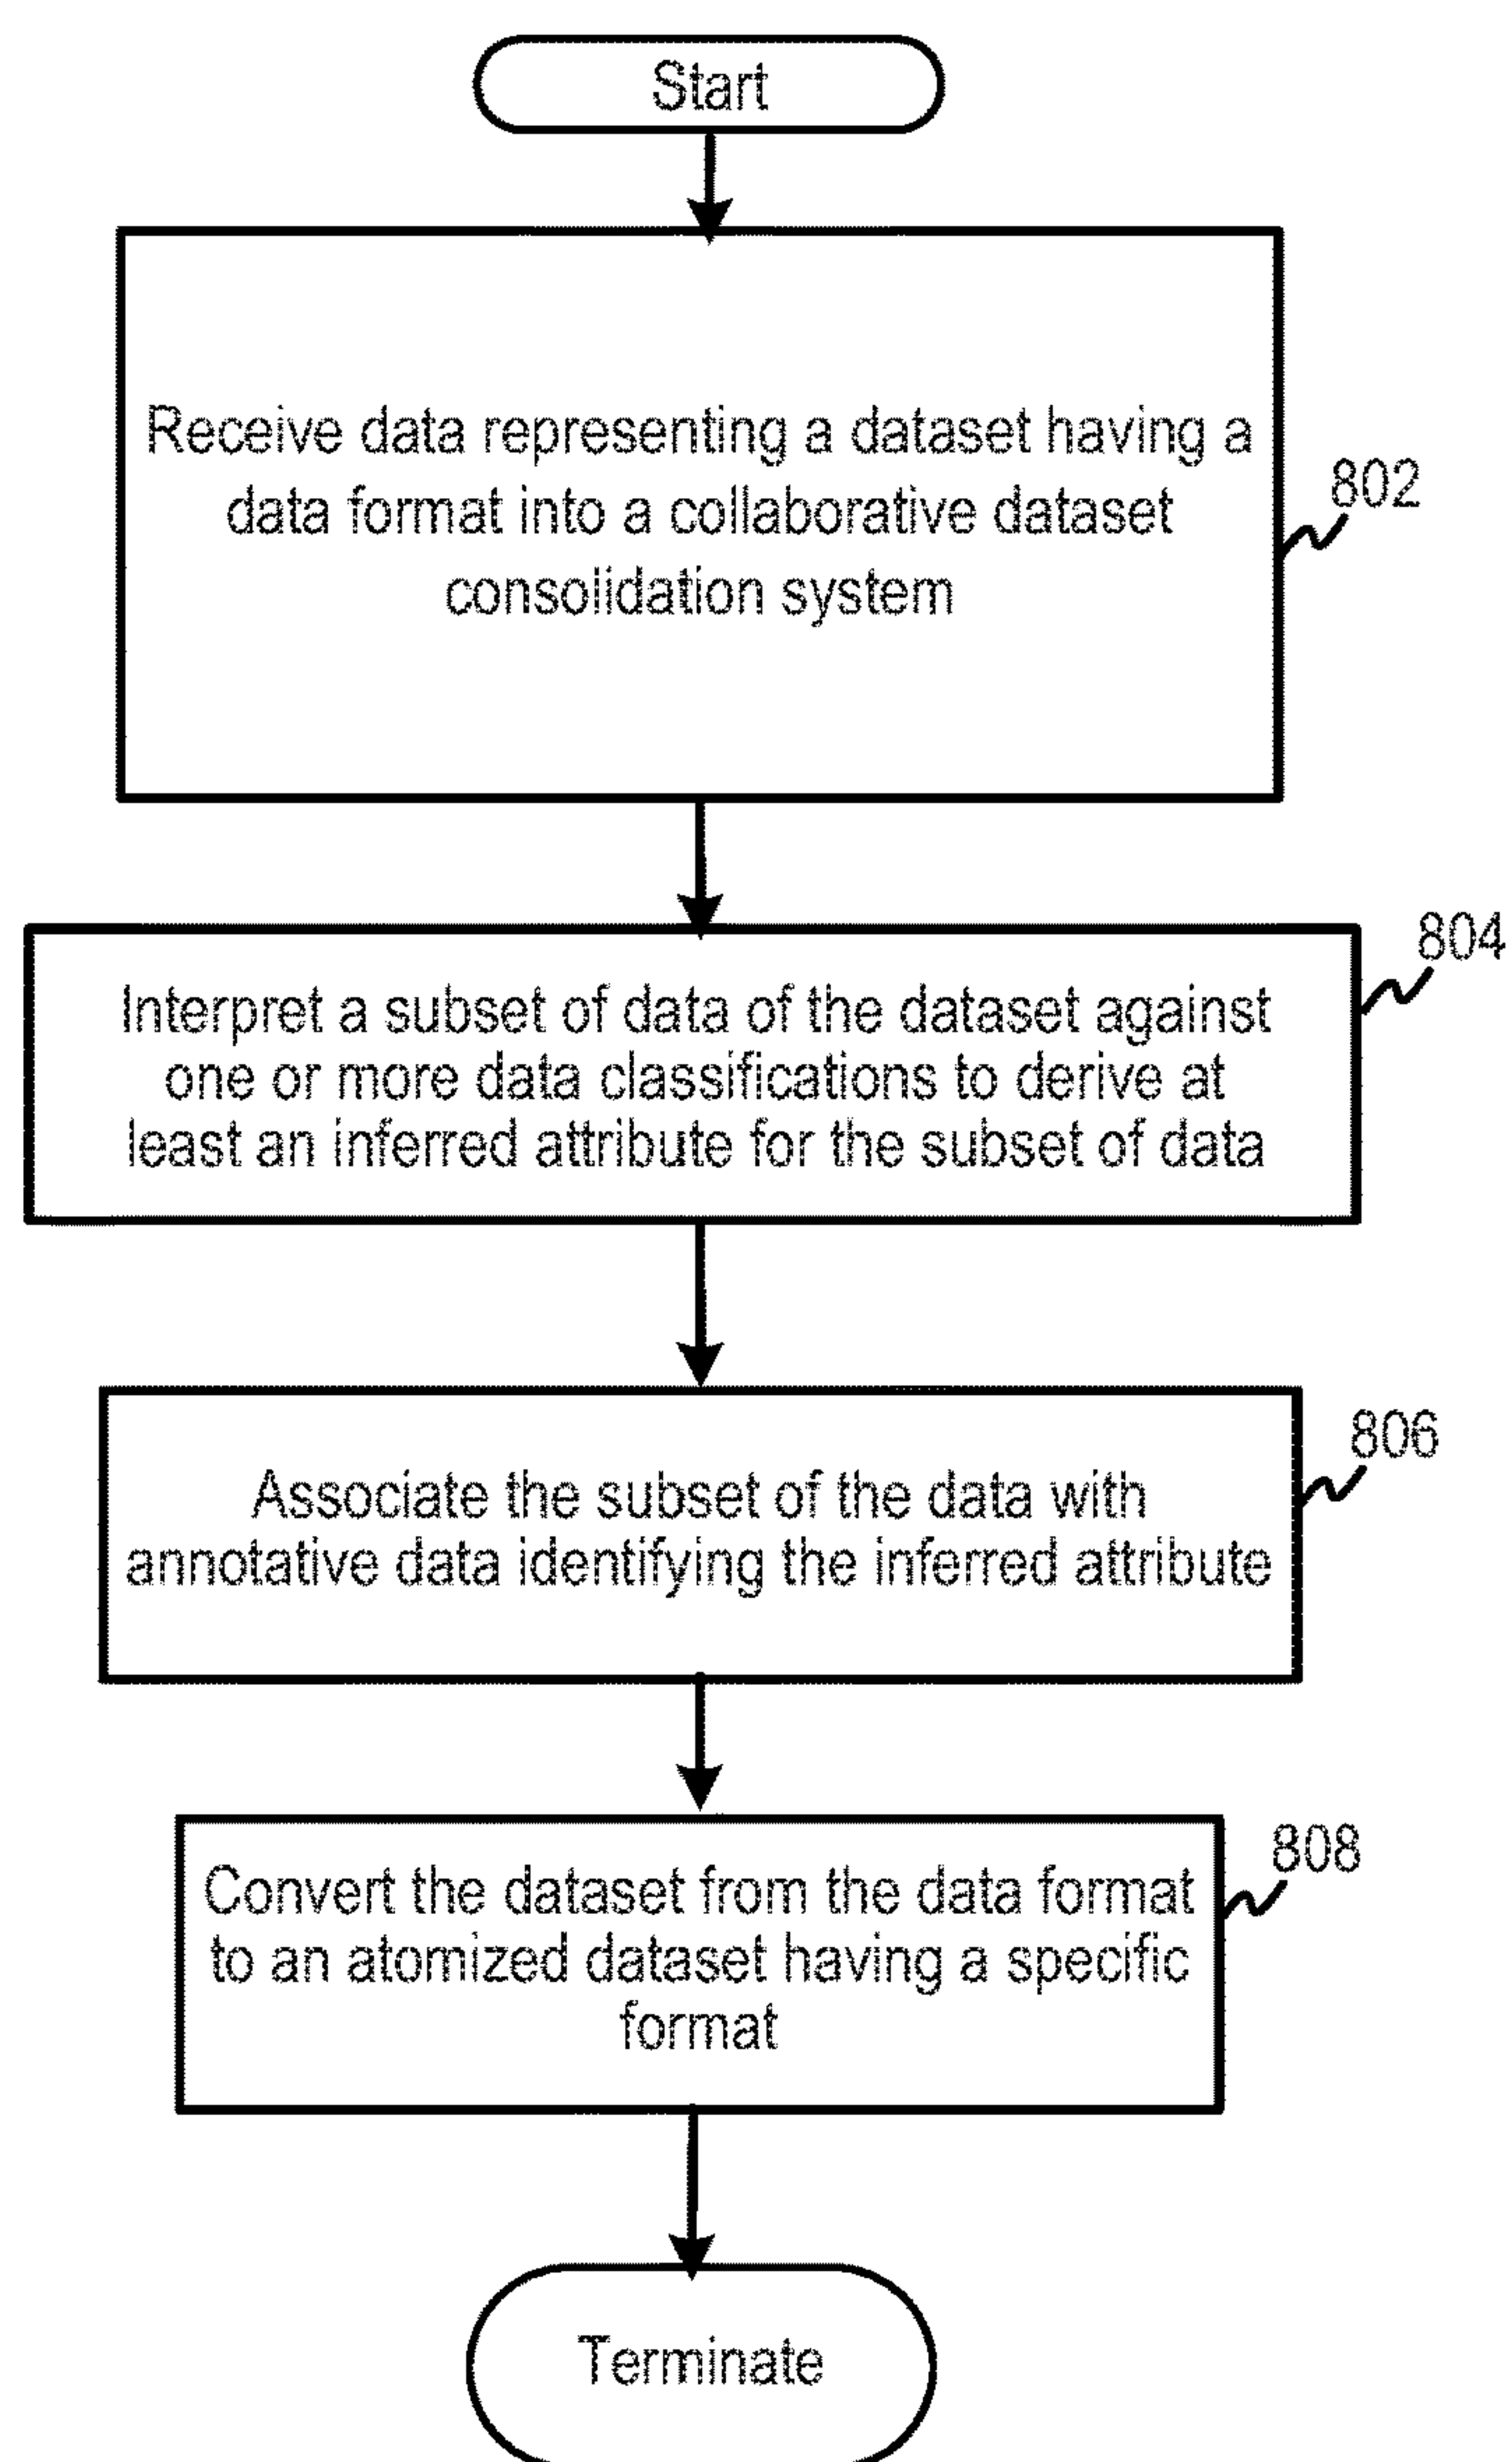 Start
Receive data representing a dataset having a
data format into a collaborative dataset
consolidation system
802
804
Interpret a subset of data of the dataset against
one or more data classifications to derive at
least an inferred attribute for the subset of data
806
Associate the subset of the data with
annotative data identifying the inferred attribute
808
Convert the dataset from the data format
to an atomized dataset having a specific
format
Terminate